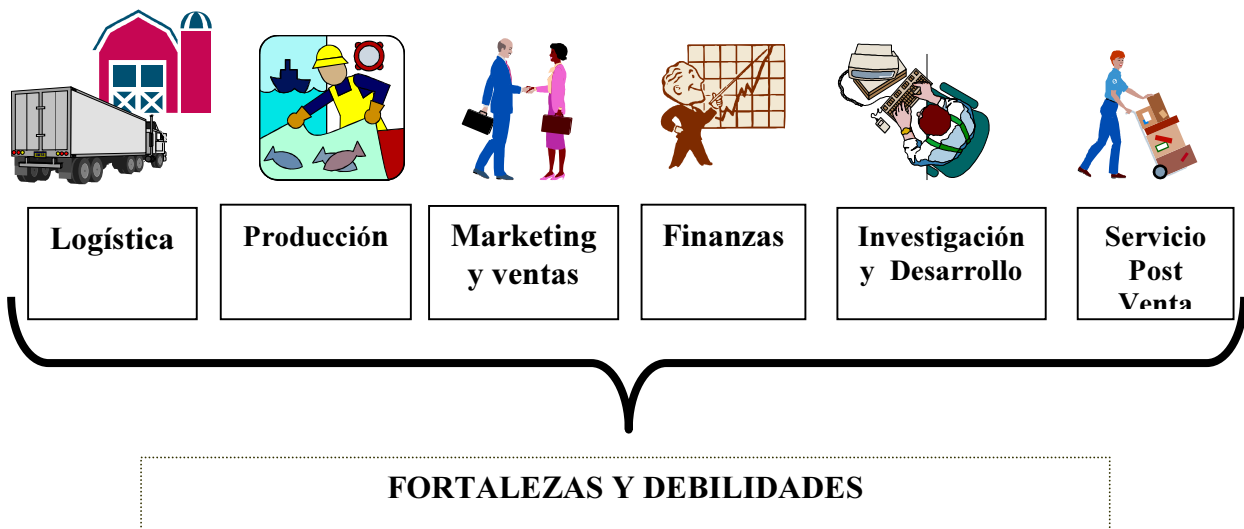 Logística
Producción
Marketing
y ventas
Finanzas
Investigación
y Desarrollo
Servicio
Post
Venta
FORTALEZAS Y DEBILIDADES